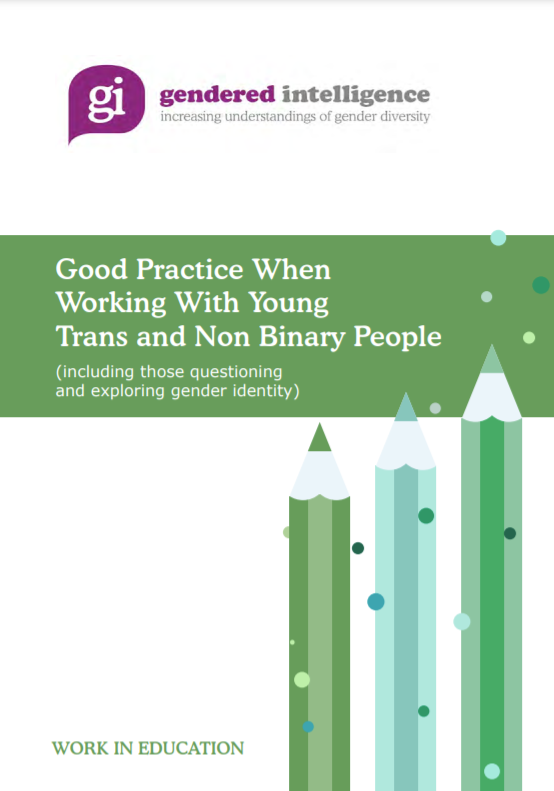 gi
gendered intelligence
increasing understandings of gender diversity
Good Practice When
Working With Young
Trans and Non Binary People
(including those questioning
and exploring gender identity)
WORK IN EDUCATION